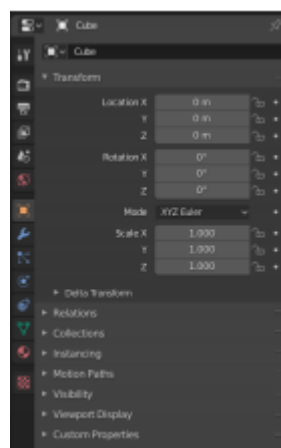 Cube
Cube
Transform
Location X 0 m
Y 0 m
Z 0 m
Rotation X 0°
Y 0°
Z 0°
Mode XYZ Euler
Scale X 1.000
Y 1.000
Z 1.000
Delta Transform
Relations
Collections
Instancing
Motion Paths
Visibility
Viewport Display
Custom Properties